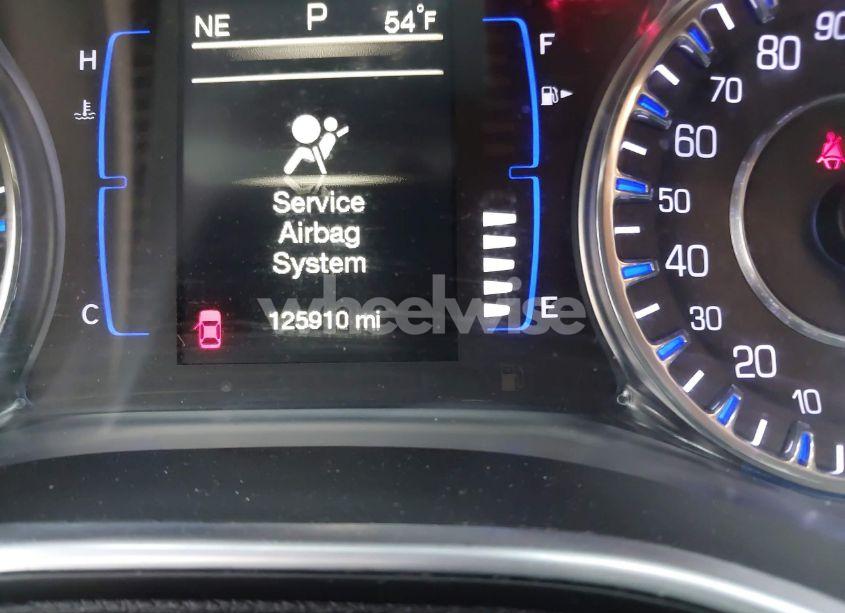 NE P 54°F
H F
90
80
70
60
50
40
30
20
10
Service
Airbag
System
125910 mi
C E
wheelwise